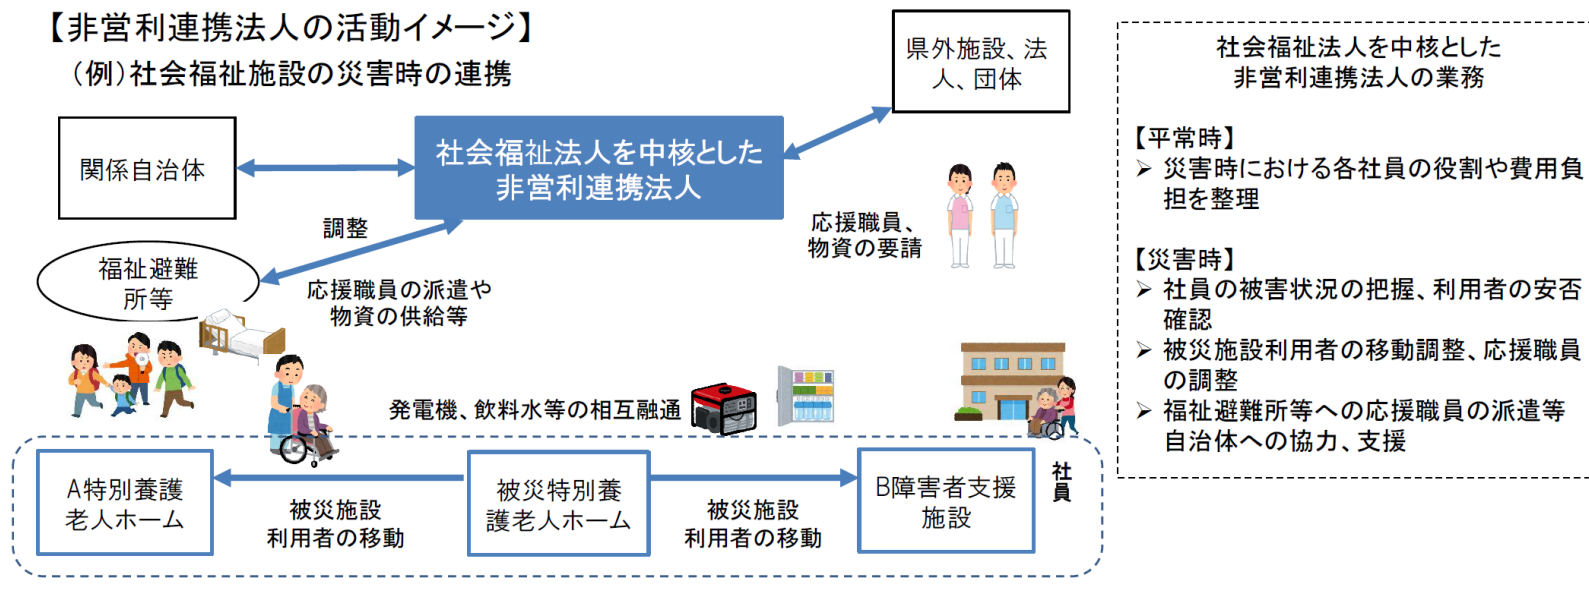 【非営利連携法人の活動イメージ】
(例)社会福祉施設の災害時の連携
県外施設、法
人、団体
関係自治体
社会福祉法人を中核とした
非営利連携法人
調整
応援職員、
物資の要請
福祉避難
所等
応援職員の派遣や
物資の供給等
発電機、飲料水等の相互融通
A特別養護
老人ホーム
被災施設
利用者の移動
被災特別養
護老人ホーム
被災施設
利用者の移動
B障害者支援
施設
社員
社会福祉法人を中核とした
非営利連携法人の業務
【平常時】
➢ 災害時における各社員の役割や費用負
担を整理
【災害時】
➢ 社員の被害状況の把握、利用者の安否
確認
➢ 被災施設利用者の移動調整、応援職員
の調整
➢ 福祉避難所等への応援職員の派遣等
自治体への協力、支援